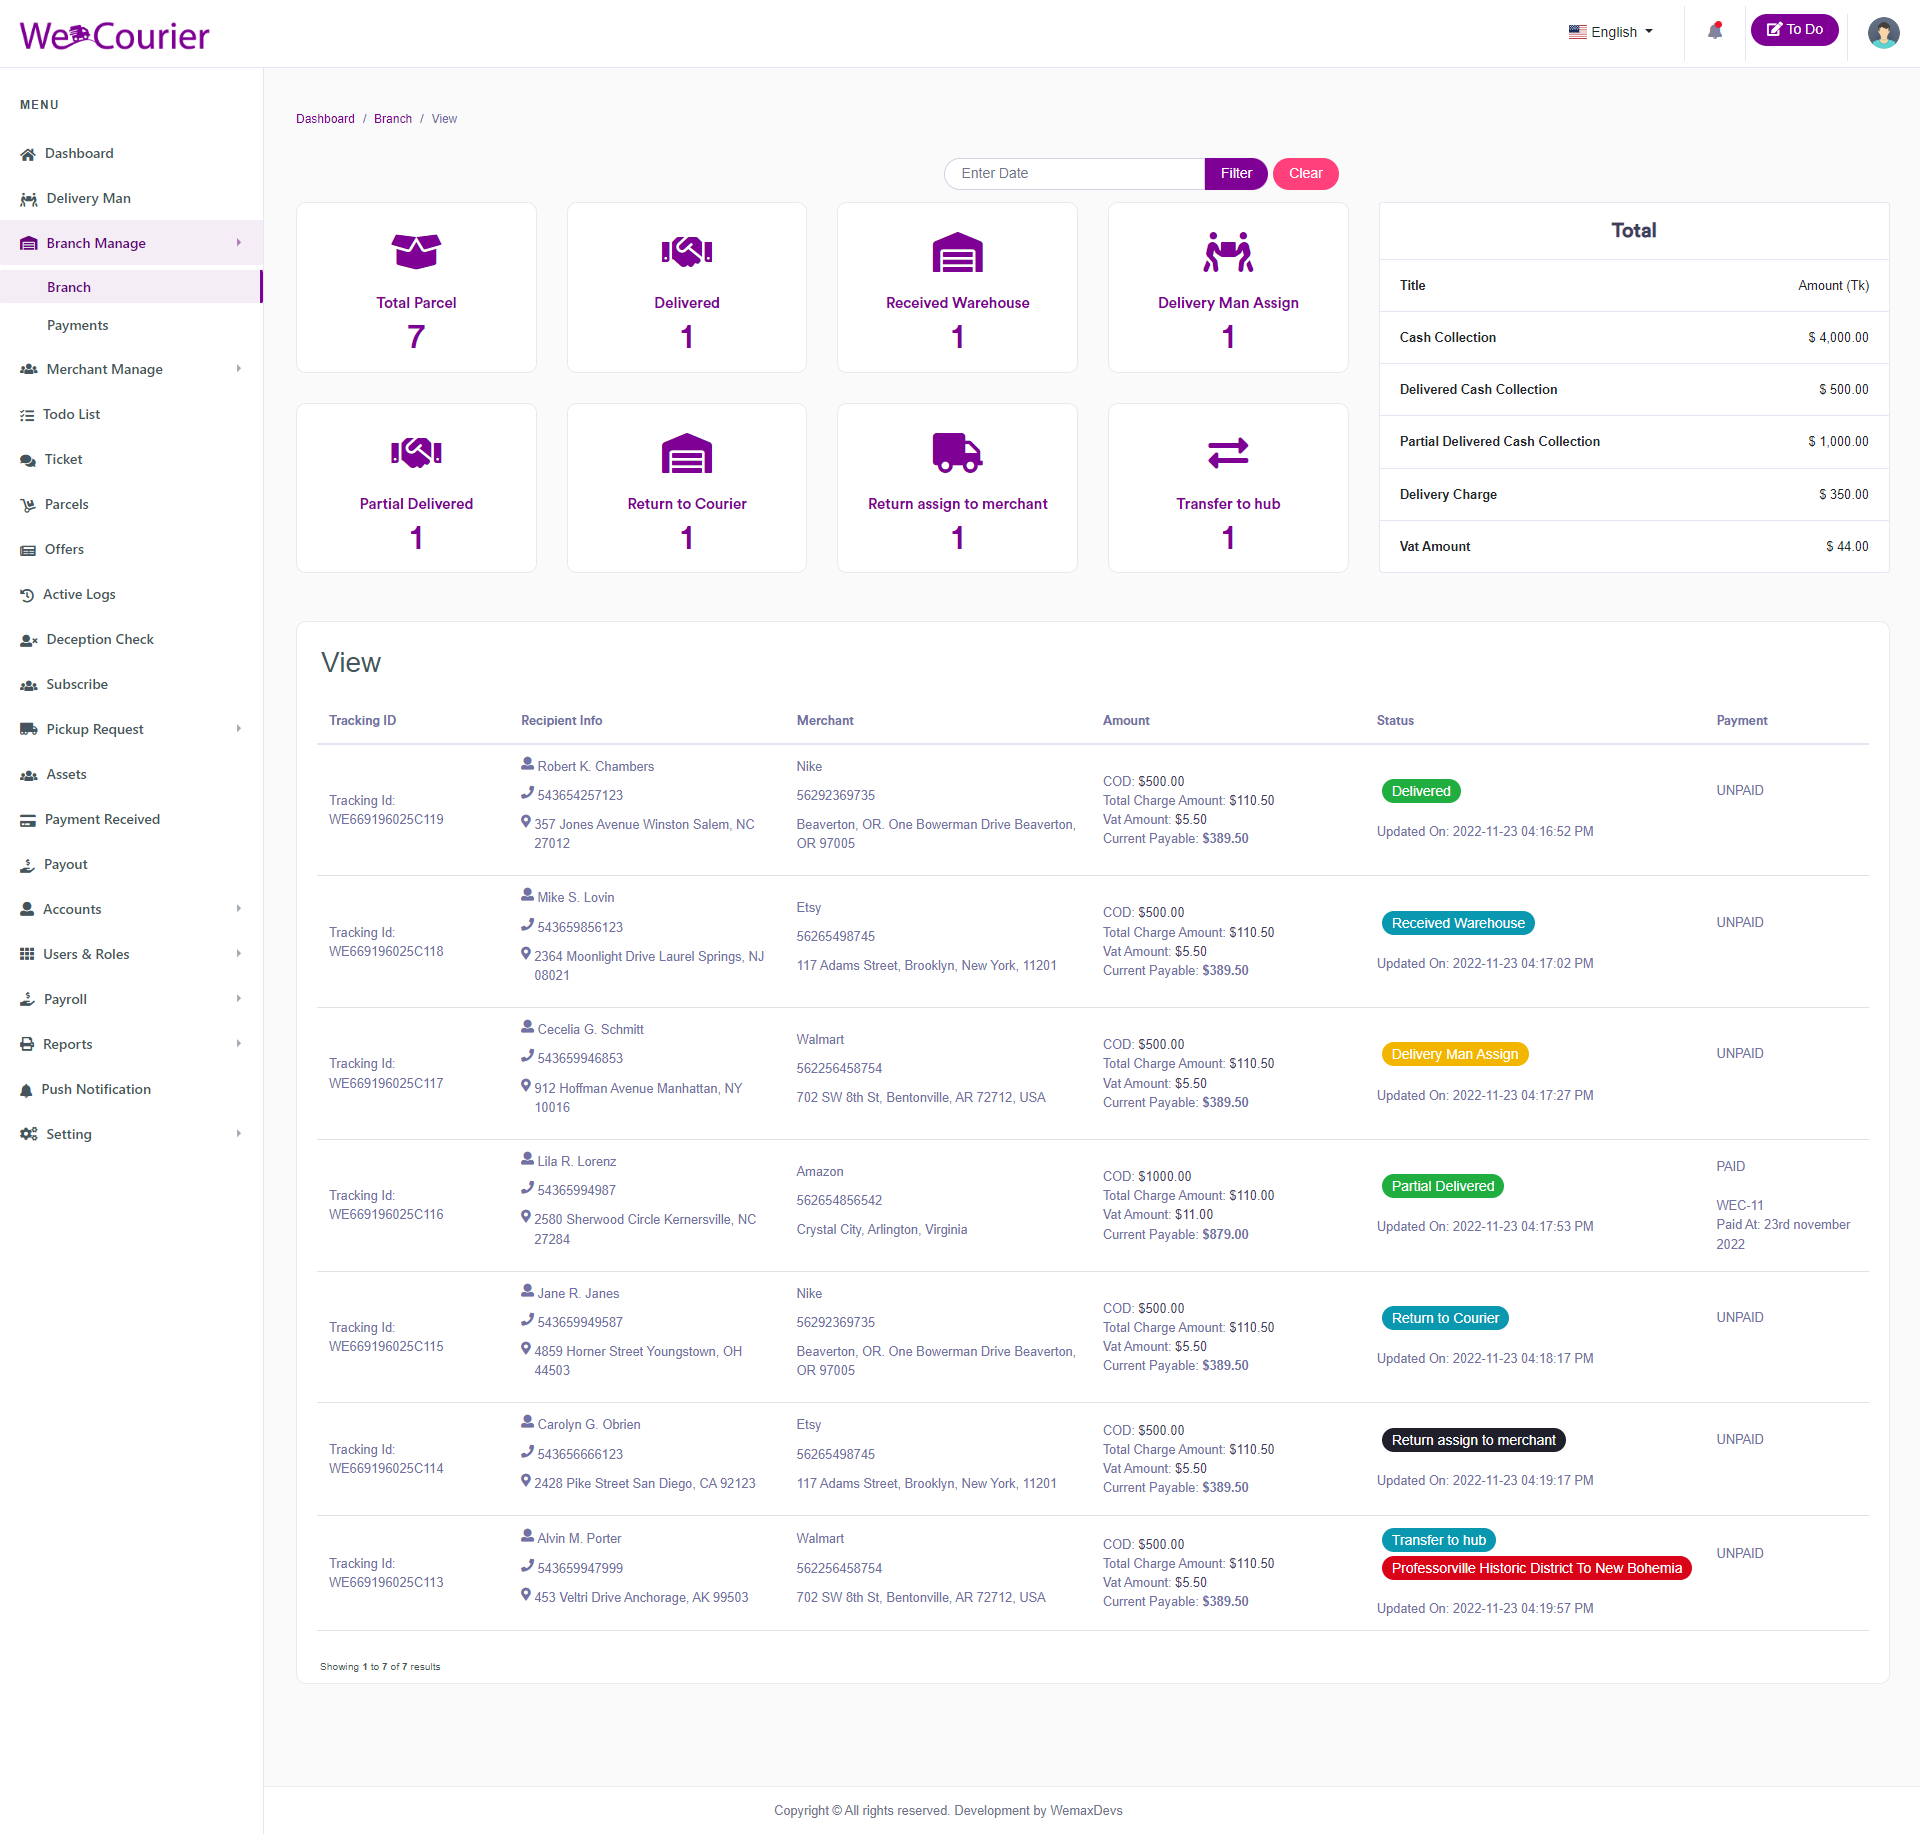 We Courier
English
To Do
MENU
Dashboard
Delivery Man
Branch Manage
Branch
Payments
Merchant Manage
Todo List
Ticket
Parcels
Offers
Active Logs
Deception Check
Subscribe
Pickup Request
Assets
Payment Received
Payout
Accounts
Users & Roles
Payroll
Reports
Push Notification
Setting
Dashboard / Branch / View
Enter Date Filter Clear
Total Parcel
7
Delivered
1
Received Warehouse
1
Delivery Man Assign
1
Partial Delivered
1
Return to Courier
1
Return assign to merchant
1
Transfer to hub
1
Total
Title Amount (Tk)
Cash Collection $ 4,000.00
Delivered Cash Collection $ 500.00
Partial Delivered Cash Collection $ 1,000.00
Delivery Charge $ 350.00
Vat Amount $ 44.00
View
Tracking ID Recipient Info Merchant Amount Status Payment
Tracking Id:
WE669196025C119
Robert K. Chambers
543654257123
357 Jones Avenue Winston Salem, NC
27012
Nike
56292369735
Beaverton, OR. One Bowerman Drive Beaverton,
OR 97005
COD: $500.00
Total Charge Amount: $110.50
Vat Amount: $5.50
Current Payable: $389.50
Delivered
Updated On: 2022-11-23 04:16:52 PM
UNPAID
Tracking Id:
WE669196025C118
Mike S. Lovin
543659856123
2364 Moonlight Drive Laurel Springs, NJ
08021
Etsy
56265498745
117 Adams Street, Brooklyn, New York, 11201
COD: $500.00
Total Charge Amount: $110.50
Vat Amount: $5.50
Current Payable: $389.50
Received Warehouse
Updated On: 2022-11-23 04:17:02 PM
UNPAID
Tracking Id:
WE669196025C117
Cecelia G. Schmitt
543659946853
912 Hoffman Avenue Manhattan, NY
10016
Walmart
562256458754
702 SW 8th St, Bentonville, AR 72712, USA
COD: $500.00
Total Charge Amount: $110.50
Vat Amount: $5.50
Current Payable: $389.50
Delivery Man Assign
Updated On: 2022-11-23 04:17:27 PM
UNPAID
Tracking Id:
WE669196025C116
Lila R. Lorenz
54365994987
2580 Sherwood Circle Kernersville, NC
27284
Amazon
562654856542
Crystal City, Arlington, Virginia
COD: $1000.00
Total Charge Amount: $110.00
Vat Amount: $11.00
Current Payable: $879.00
Partial Delivered
Updated On: 2022-11-23 04:17:53 PM
PAID
WEC-11
Paid At: 23rd november
2022
Tracking Id:
WE669196025C115
Jane R. Janes
543659949587
4859 Horner Street Youngstown, OH
44503
Nike
56292369735
Beaverton, OR. One Bowerman Drive Beaverton,
OR 97005
COD: $500.00
Total Charge Amount: $110.50
Vat Amount: $5.50
Current Payable: $389.50
Return to Courier
Updated On: 2022-11-23 04:18:17 PM
UNPAID
Tracking Id:
WE669196025C114
Carolyn G. Obrien
543656666123
2428 Pike Street San Diego, CA 92123
Etsy
56265498745
117 Adams Street, Brooklyn, New York, 11201
COD: $500.00
Total Charge Amount: $110.50
Vat Amount: $5.50
Current Payable: $389.50
Return assign to merchant
Updated On: 2022-11-23 04:19:17 PM
UNPAID
Tracking Id:
WE669196025C113
Alvin M. Porter
543659947999
453 Veltri Drive Anchorage, AK 99503
Walmart
562256458754
702 SW 8th St, Bentonville, AR 72712, USA
COD: $500.00
Total Charge Amount: $110.50
Vat Amount: $5.50
Current Payable: $389.50
Transfer to hub
Professorville Historic District To New Bohemia
Updated On: 2022-11-23 04:19:57 PM
UNPAID
Showing 1 to 7 of 7 results
Copyright © All rights reserved. Development by WemaxDevs